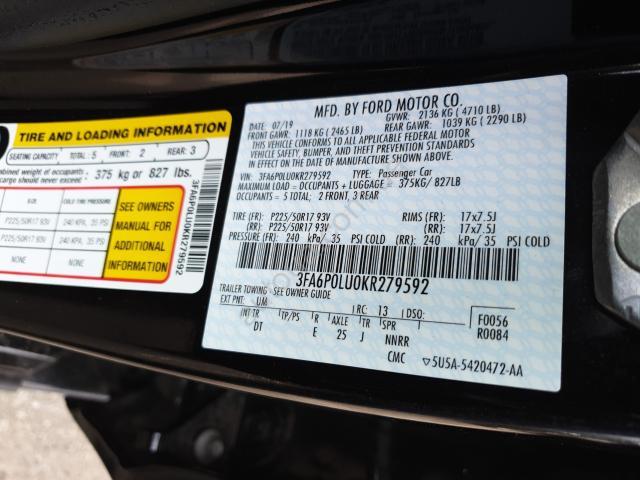 TIRE AND LOADING INFORMATION
SEATING CAPACITY TOTAL: 5 FRONT: 2 REAR: 3
375 kg or 827 lbs.
SIZE COLD TIRE PRESSURE
P225/50R17 93V 240 KPA, 35 PSI
P225/50R17 93V 240 KPA, 35 PSI
NONE NONE
SEE OWNERS
MANUAL FOR
ADDITIONAL
INFORMATION
3FA6P0LU0KR279592
MFD. BY FORD MOTOR CO.
DATE: 07/19 GVWR: 2136 KG (4710 LB)
FRONT GAWR: 1118 KG (2465 LB) REAR GAWR: 1039 KG (2290 LB)
THIS VEHICLE CONFORMS TO ALL APPLICABLE FEDERAL MOTOR
VEHICLE SAFETY, BUMPER, AND THEFT PREVENTION STANDARDS
IN EFFECT ON THE DATE OF MANUFACTURE SHOWN ABOVE.
VIN: 3FA6P0LU0KR279592 TYPE: Passenger Car
MAXIMUM LOAD = OCCUPANTS + LUGGAGE = 375KG/ 827LB
OCCUPANTS = 5 TOTAL: 2 FRONT, 3 REAR
TIRE (F): P225/50R17 93V RIMS (F): 17x7.5J
(R): P225/50R17 93V (R): 17x7.5J
PRESSURE (F): 240 kPa/ 35 PSI COLD (R): 240 kPa/ 35 PSI COLD
3FA6P0LU0KR279592
TRAILER TOWING - SEE OWNER GUIDE
EXT PNT: UM RC: 13 DSO: F0056
INT TR TP/PS R AXLE TR SPR R0084
DT E 25 J NNRR
CMC 5U5A-5420472-AA